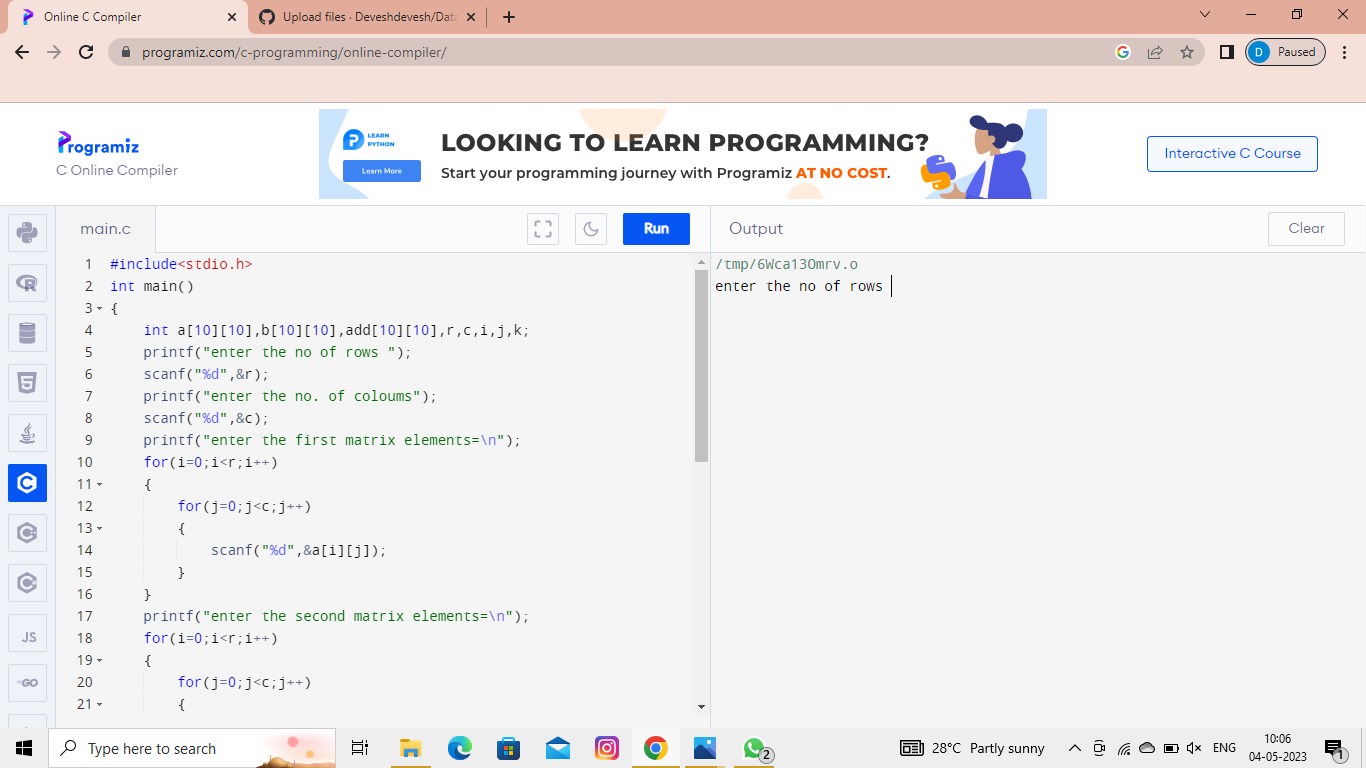 Online C Compiler
Upload files · Deveshdevesh/Data
programiz.com/c-programming/online-compiler/
D Paused
Programiz
C Online Compiler
LEARN PYTHON
Learn More
LOOKING TO LEARN PROGRAMMING?
Start your programming journey with Programiz AT NO COST.
Interactive C Course
main.c
Run
Output
Clear
1 #include<stdio.h>
2 int main()
3 {
4 int a[10][10],b[10][10],add[10][10],r,c,i,j,k;
5 printf("enter the no of rows ");
6 scanf("%d",&r);
7 printf("enter the no. of coloums");
8 scanf("%d",&c);
9 printf("enter the first matrix elements=\n");
10 for(i=0;i<r;i++)
11 {
12 for(j=0;j<c;j++)
13 {
14 scanf("%d",&a[i][j]);
15 }
16 }
17 printf("enter the second matrix elements=\n");
18 for(i=0;i<r;i++)
19 {
20 for(j=0;j<c;j++)
21 {
/tmp/6Wca13Omrv.o
enter the no of rows
JS
GO
Type here to search
2
28°C Partly sunny
ENG
10:06
04-05-2023
1